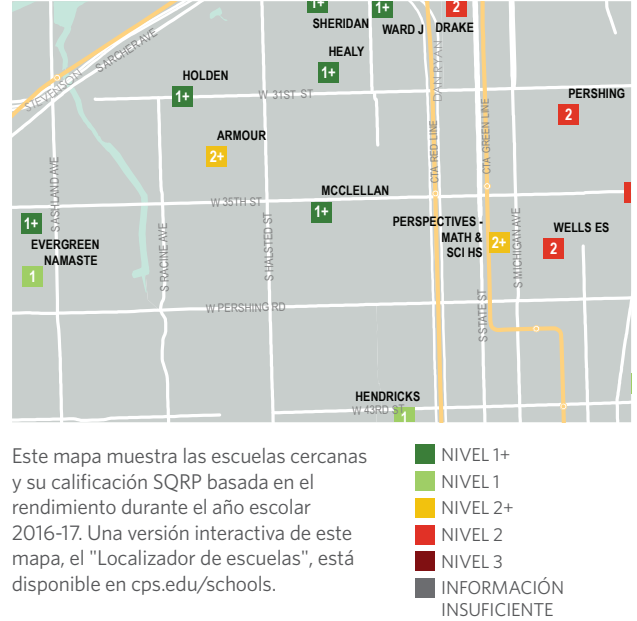 1+
SHERIDAN
1+
WARD J
2
DRAKE
HEALY
1+
S ARCHER AVE
STEVENSON
HOLDEN
1+
W 31ST ST
DAN RYAN
PERSHING
2
ARMOUR
2+
CTA RED LINE
CTA GREEN LINE
S ASHLAND AVE
W 35TH ST
MCCLELLAN
1+
1+
EVERGREEN
NAMASTE
1
S RACINE AVE
S HALSTED ST
PERSPECTIVES -
MATH &
SCI HS
2+
S MICHIGAN AVE
WELLS ES
2
W PERSHING RD
S STATE ST
HENDRICKS
W 43RD ST
1
Este mapa muestra las escuelas cercanas
y su calificación SQRP basada en el
rendimiento durante el año escolar
2016-17. Una versión interactiva de este
mapa, el "Localizador de escuelas", está
disponible en cps.edu/schools.
NIVEL 1+
NIVEL 1
NIVEL 2+
NIVEL 2
NIVEL 3
INFORMACIÓN
INSUFICIENTE